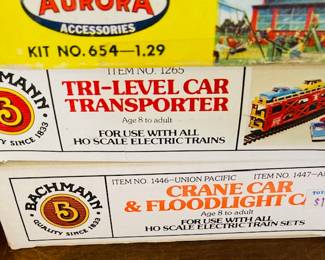 AURORA
ACCESSORIES
KIT NO. 654—1.29
ITEM NO. 1265
TRI-LEVEL CAR
TRANSPORTER
Age 8 to adult
FOR USE WITH ALL
HO SCALE ELECTRIC TRAINS
QUALITY SINCE 1833
ITEM NO. 1446-UNION PACIFIC
ITEM NO. 1447-A
CRANE CAR
& FLOODLIGHT
Age 8 to adult
FOR USE WITH ALL
HO SCALE ELECTRIC TRAIN SETS
BACHMANN
QUALITY SINCE 1833